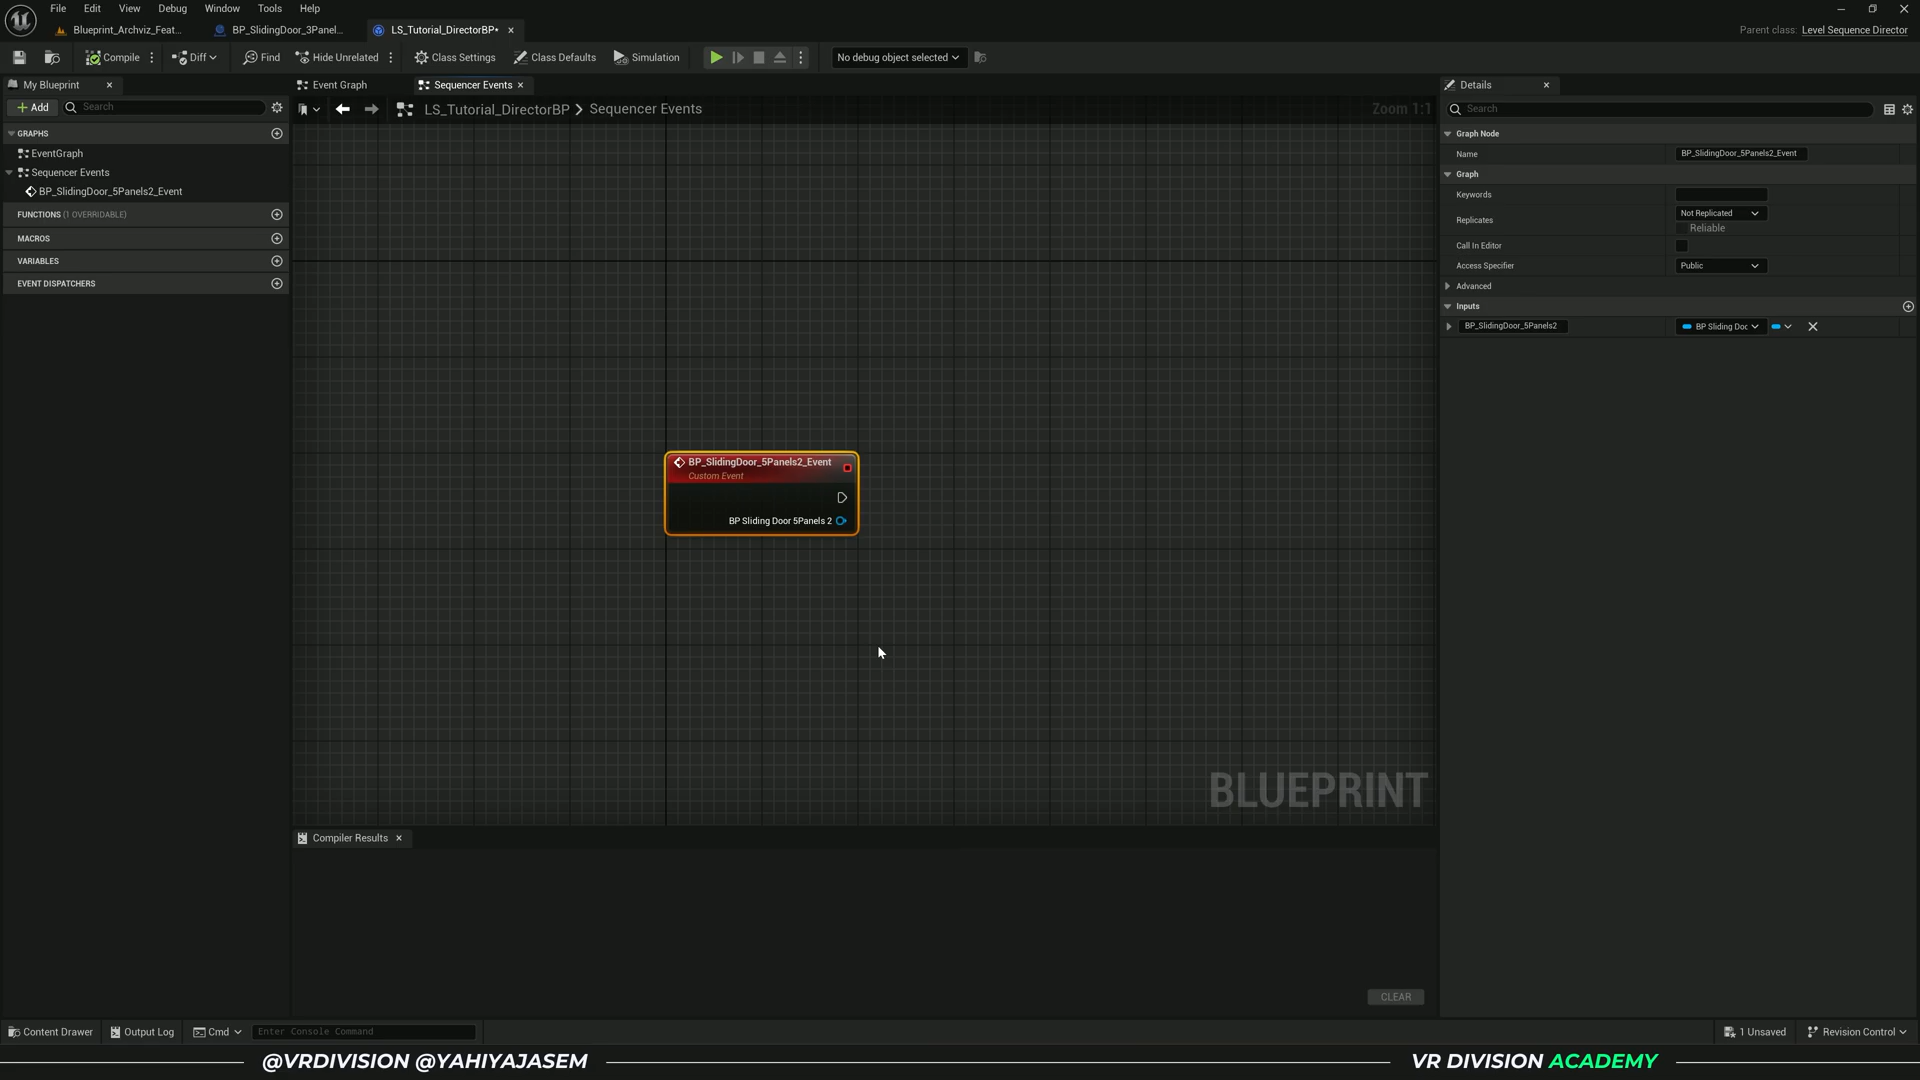 File Edit View Debug Window Tools Help
Blueprint_Archviz_Feat... BP_SlidingDoor_3Panel... LS_Tutorial_DirectorBP•
Parent class: Level Sequence Director
Compile Diff Find Hide Unrelated Class Settings Class Defaults Simulation No debug object selected
My Blueprint Event Graph Sequencer Events Details
Add Search
LS_Tutorial_DirectorBP > Sequencer Events Zoom 1:1
Search
GRAPHS
EventGraph
Sequencer Events
BP_SlidingDoor_5Panels2_Event
FUNCTIONS (1 OVERRIDABLE)
MACROS
VARIABLES
EVENT DISPATCHERS
BP_SlidingDoor_5Panels2_Event
Custom Event
BP Sliding Door 5Panels 2
BLUEPRINT
Graph Node
Name BP_SlidingDoor_5Panels2_Event
Graph
Keywords
Replicates Not Replicated
Reliable
Call In Editor
Access Specifier Public
Advanced
Inputs
BP_SlidingDoor_5Panels2 BP Sliding Doc
Compiler Results
CLEAR
Content Drawer Output Log Cmd Enter Console Command 1 Unsaved Revision Control
@VRDIVISION @YAHIYAJASEM VR DIVISION ACADEMY